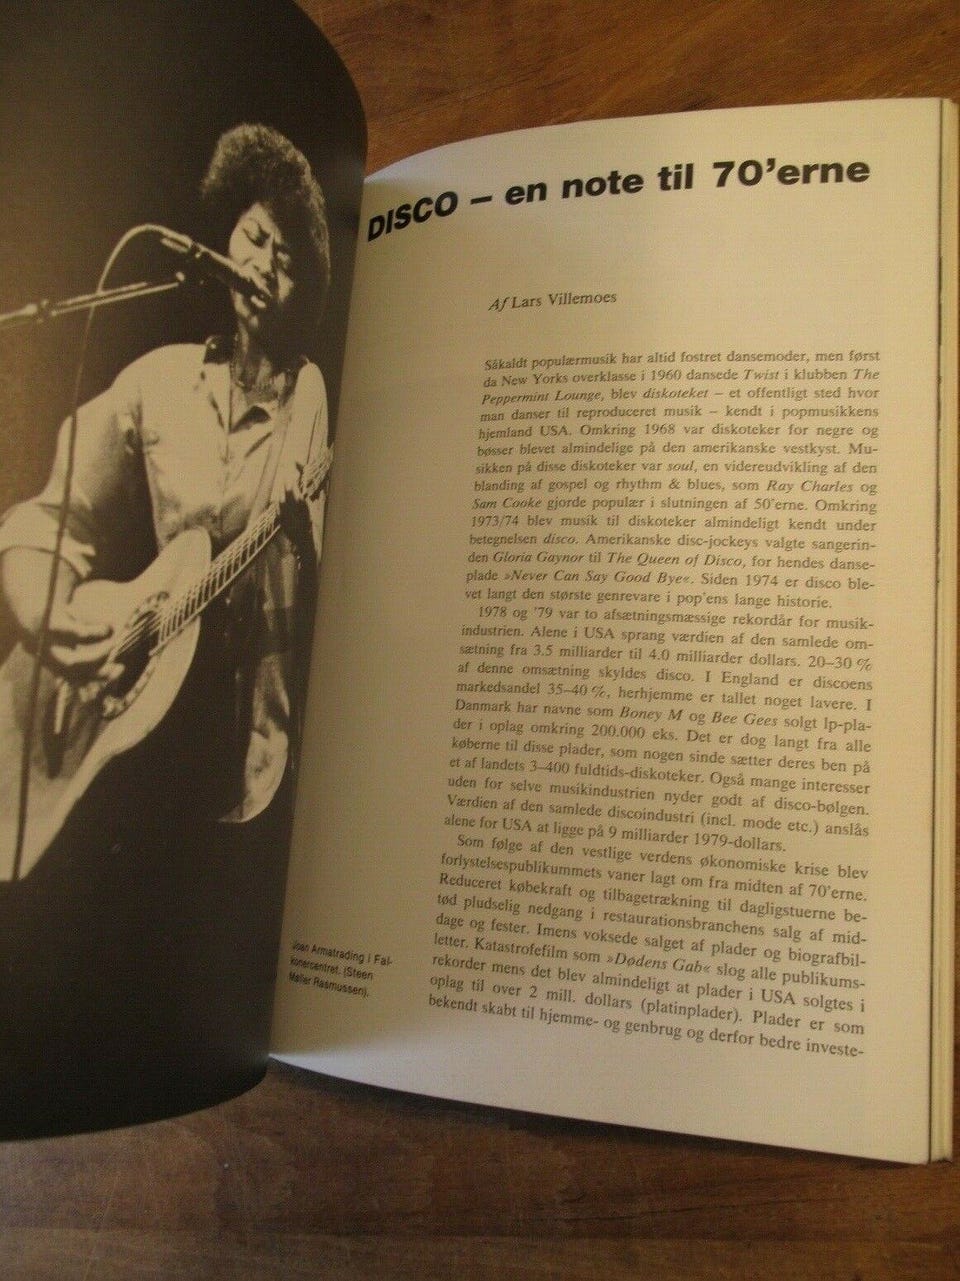 DISCO – en note til 70'erne
Af Lars Villemoes
Såkaldt populærmusik har altid fostret dansemoder, men først
da New Yorks overklasse i 1960 dansede Twist i klubben The
Peppermint Lounge, blev diskoteket – et offentligt sted hvor
man danser til reproduceret musik – kendt i popmusikkens
hjemland USA. Omkring 1968 var diskoteker for negre og
bøsser blevet almindelige på den amerikanske vestkyst. Mu-
sikken på disse diskoteker var soul, en videreudvikling af den
blanding af gospel og rhythm & blues, som Ray Charles og
Sam Cooke gjorde populær i slutningen af 50'erne. Omkring
1973/74 blev musik til diskoteker almindeligt kendt under
betegnelsen disco. Amerikanske disc-jockeys valgte sangerin-
den Gloria Gaynor til The Queen of Disco, for hendes danse-
plade »Never Can Say Good Bye«. Siden 1974 er disco ble-
vet langt den største genrevare i pop'ens lange historie.
1978 og '79 var to afsætningsmæssige rekordår for musik-
industrien. Alene i USA sprang værdien af den samlede om-
sætning fra 3.5 milliarder til 4.0 milliarder dollars. 20–30 %
af denne omsætning skyldes disco. I England er discoens
markedsandel 35–40 %, herhjemme er tallet noget lavere. I
Danmark har navne som Boney M og Bee Gees solgt lp-pla-
der i oplag omkring 200.000 eks. Det er dog langt fra alle
køberne til disse plader, som nogen sinde sætter deres ben på
et af landets 3–400 fuldtids-diskoteker. Også mange interesser
uden for selve musikindustrien nyder godt af disco-bølgen.
Værdien af den samlede discoindustri (incl. mode etc.) anslås
alene for USA at ligge på 9 milliarder 1979-dollars.
Som følge af den vestlige verdens økonomiske krise blev
forlystelsespublikummets vaner lagt om fra midten af 70'erne.
Reduceret købekraft og tilbagetrækning til dagligstuerne be-
tød pludselig nedgang i restaurationsbranchens salg af mid-
dage og fester. Imens voksede salget af plader og biografbil-
letter. Katastrofefilm som »Dødens Gab« slog alle publikums-
rekorder mens det blev almindeligt at plader i USA solgtes i
oplag til over 2 mill. dollars (platinplader). Plader er som
bekendt skabt til hjemme- og genbrug og derfor bedre investe-
Joan Armatrading i Fal-
konercentret. (Steen
Møller Rasmussen).